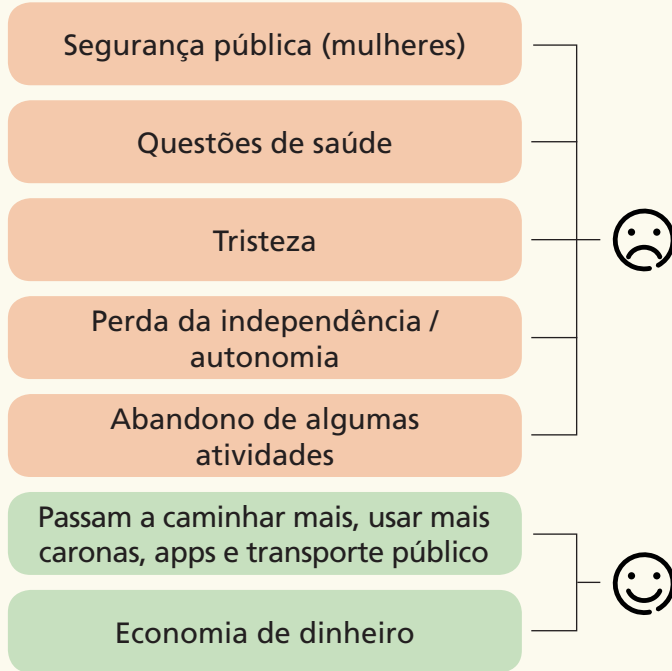 Segurança pública (mulheres)
Questões de saúde
Tristeza
Perda da independência /
autonomia
Abandono de algumas
atividades
Passam a caminhar mais, usar mais
caronas, apps e transporte público
Economia de dinheiro